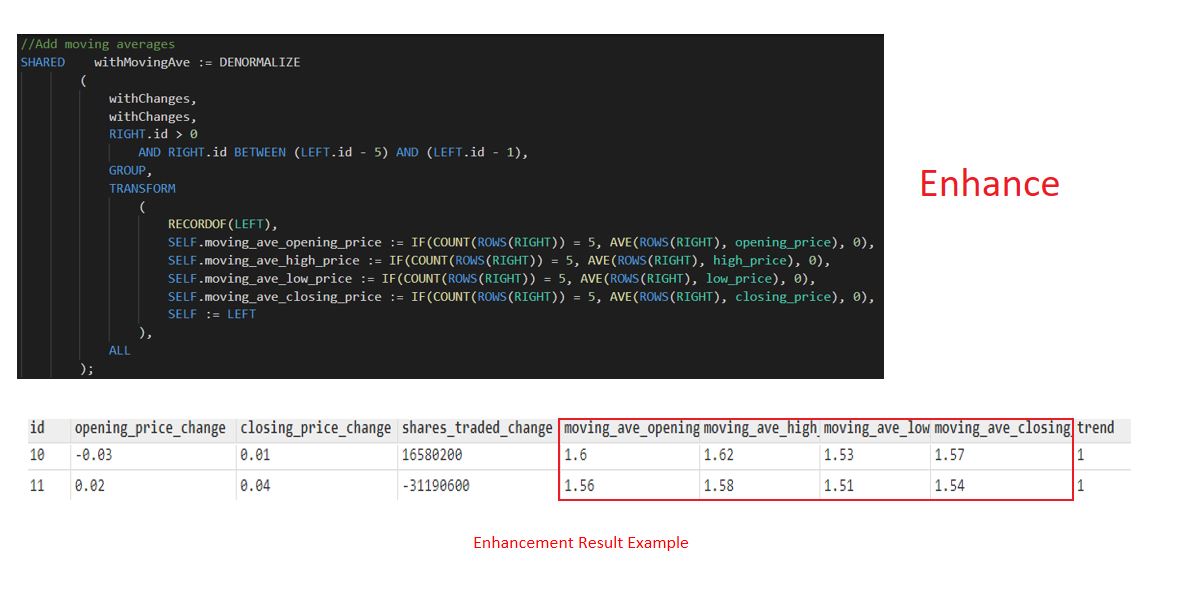 //Add moving averages
SHARED withMovingAve := DENORMALIZE
(
withChanges,
withChanges,
RIGHT.id > 0
AND RIGHT.id BETWEEN (LEFT.id - 5) AND (LEFT.id - 1),
GROUP,
TRANSFORM
(
RECORDOF(LEFT),
SELF.moving_ave_opening_price := IF(COUNT(ROWS(RIGHT)) = 5, AVE(ROWS(RIGHT), opening_price), 0),
SELF.moving_ave_high_price := IF(COUNT(ROWS(RIGHT)) = 5, AVE(ROWS(RIGHT), high_price), 0),
SELF.moving_ave_low_price := IF(COUNT(ROWS(RIGHT)) = 5, AVE(ROWS(RIGHT), low_price), 0),
SELF.moving_ave_closing_price := IF(COUNT(ROWS(RIGHT)) = 5, AVE(ROWS(RIGHT), closing_price), 0),
SELF := LEFT
),
ALL
);
Enhance
id opening_price_change closing_price_change shares_traded_change moving_ave_opening moving_ave_high_ moving_ave_low moving_ave_closing_ trend
10 -0.03 0.01 16580200 1.6 1.62 1.53 1.57 1
11 0.02 0.04 -31190600 1.56 1.58 1.51 1.54 1
Enhancement Result Example